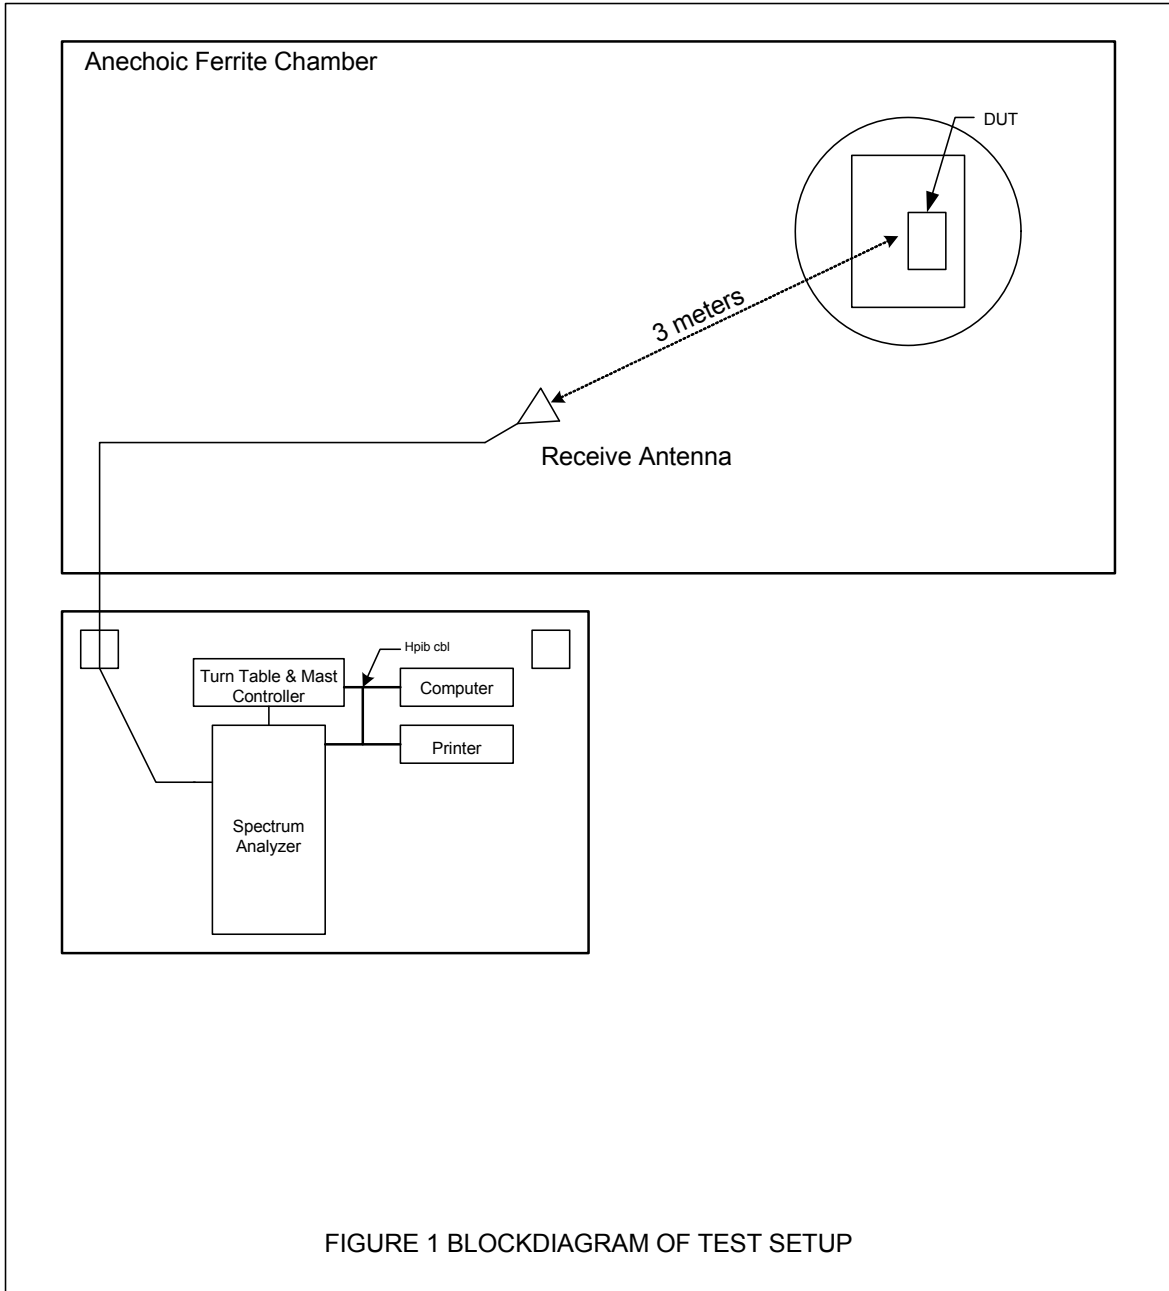 Anechoic Ferrite Chamber
DUT
3 meters
Receive Antenna
Hpib cbl
Turn Table & Mast
Controller
Computer
Printer
Spectrum
Analyzer
FIGURE 1 BLOCKDIAGRAM OF TEST SETUP